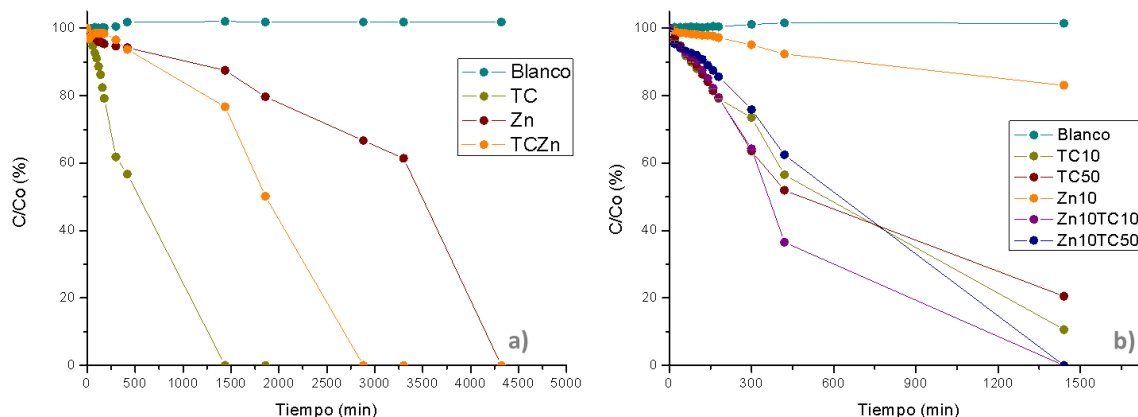 C/Co (%)
100
80
60
40
20
0
0 500 1000 1500 2000 2500 3000 3500 4000 4500 5000
Tiempo (min)
Blanco
TC
Zn
TCZn
a)
C/Co (%)
100
80
60
40
20
0
0 300 600 900 1200 1500
Tiempo (min)
Blanco
TC10
TC50
Zn10
Zn10TC10
Zn10TC50
b)